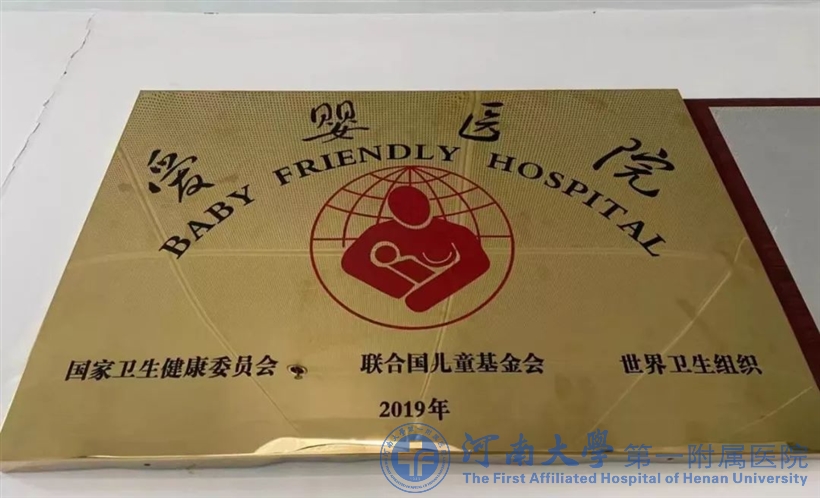 爱婴医院
BABY FRIENDLY HOSPITAL
国家卫生健康委员会 联合国儿童基金会 世界卫生组织
2019年
河南大學第一附属医院
The First Affiliated Hospital of Henan University